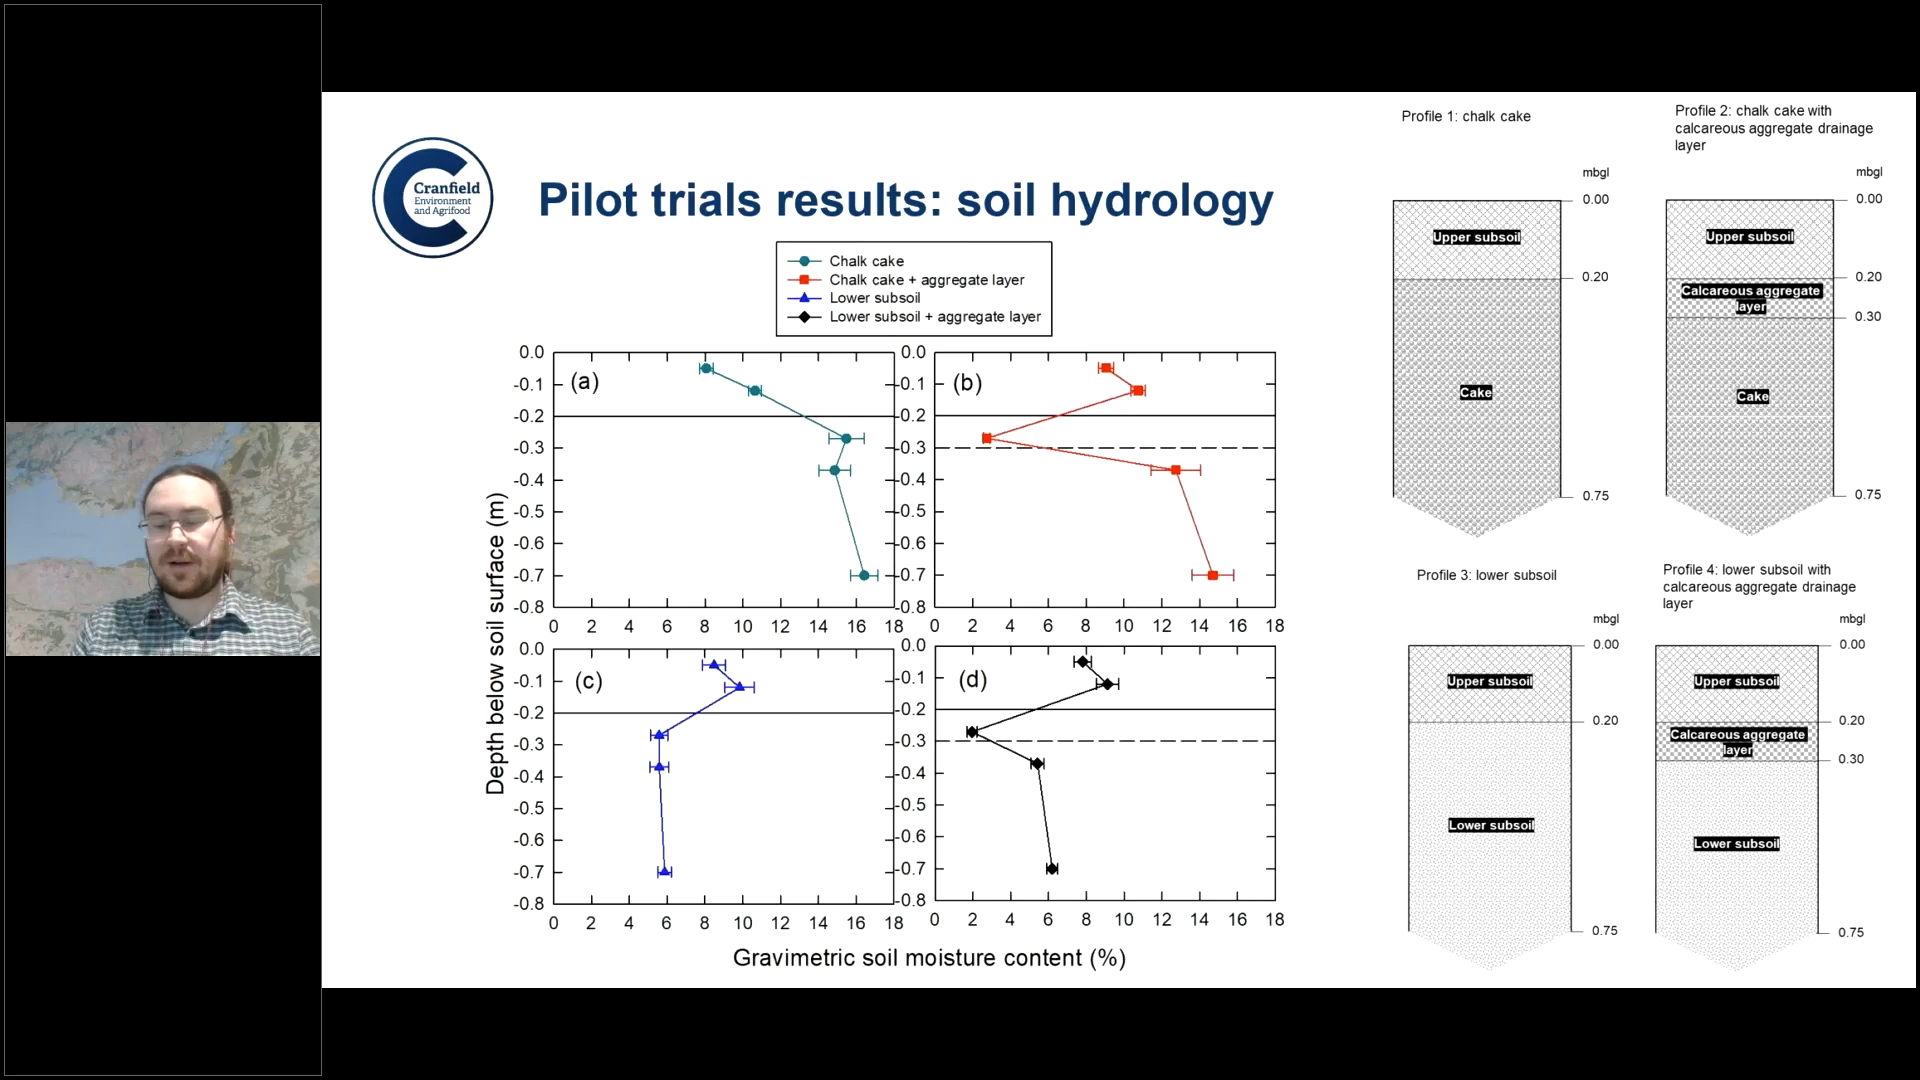 Cranfield
Environment
and Agrifood
Pilot trials results: soil hydrology
Chalk cake
Chalk cake + aggregate layer
Lower subsoil
Lower subsoil + aggregate layer
Depth below soil surface (m)
(a)
0.0
-0.1
-0.2
-0.3
-0.4
-0.5
-0.6
-0.7
-0.8
0 2 4 6 8 10 12 14 16 18
(b)
0.0
-0.1
-0.2
-0.3
-0.4
-0.5
-0.6
-0.7
-0.8
0 2 4 6 8 10 12 14 16 18
(c)
0.0
-0.1
-0.2
-0.3
-0.4
-0.5
-0.6
-0.7
-0.8
0 2 4 6 8 10 12 14 16 18
(d)
0.0
-0.1
-0.2
-0.3
-0.4
-0.5
-0.6
-0.7
-0.8
0 2 4 6 8 10 12 14 16 18
Gravimetric soil moisture content (%)
Profile 1: chalk cake
mbgl
0.00
Upper subsoil
0.20
Cake
0.75
Profile 2: chalk cake with
calcareous aggregate drainage
layer
mbgl
0.00
Upper subsoil
0.20
Calcareous aggregate
layer
0.30
Cake
0.75
Profile 3: lower subsoil
mbgl
0.00
Upper subsoil
0.20
Lower subsoil
0.75
Profile 4: lower subsoil with
calcareous aggregate drainage
layer
mbgl
0.00
Upper subsoil
0.20
Calcareous aggregate
layer
0.30
Lower subsoil
0.75